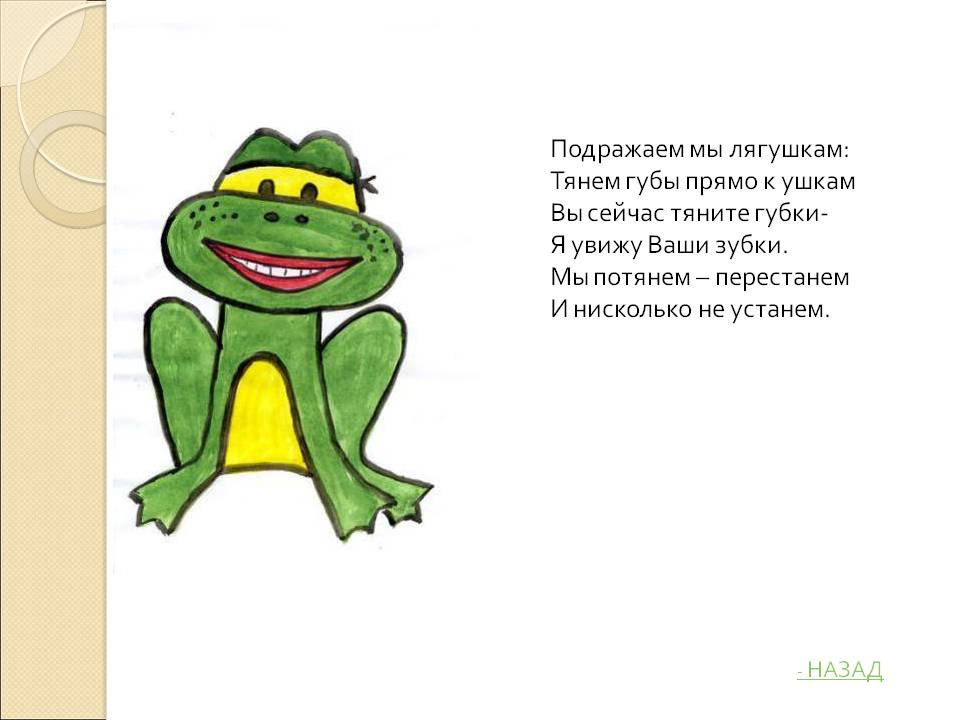 Подражаем мы лягушкам:
Тянем губы прямо к ушкам
Вы сейчас тяните губки-
Я увижу Ваши зубки.
Мы потянем – перестанем
И нисколько не устанем.
- НАЗАД